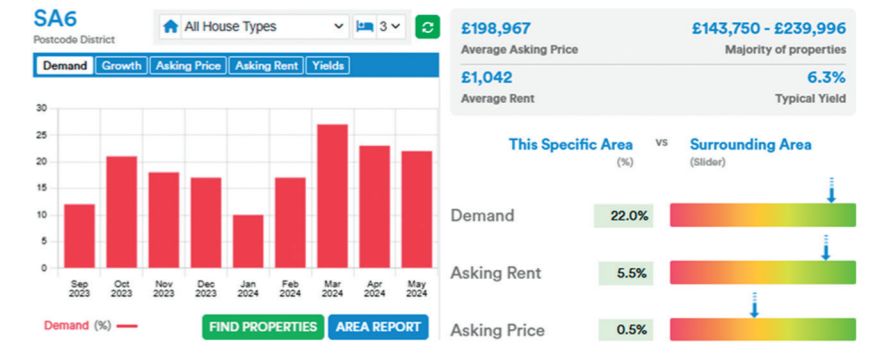 SA6
Postcode District
All House Types
3
Demand Growth Asking Price Asking Rent Yields
30
25
20
15
10
5
0
Sep 2023
Oct 2023
Nov 2023
Dec 2023
Jan 2024
Feb 2024
Mar 2024
Apr 2024
May 2024
Demand (%)
FIND PROPERTIES
AREA REPORT
£198,967
Average Asking Price
£143,750 - £239,996
Majority of properties
£1,042
Average Rent
6.3%
Typical Yield
This Specific Area vs Surrounding Area
(%) (Slider)
Demand 22.0%
Asking Rent 5.5%
Asking Price 0.5%